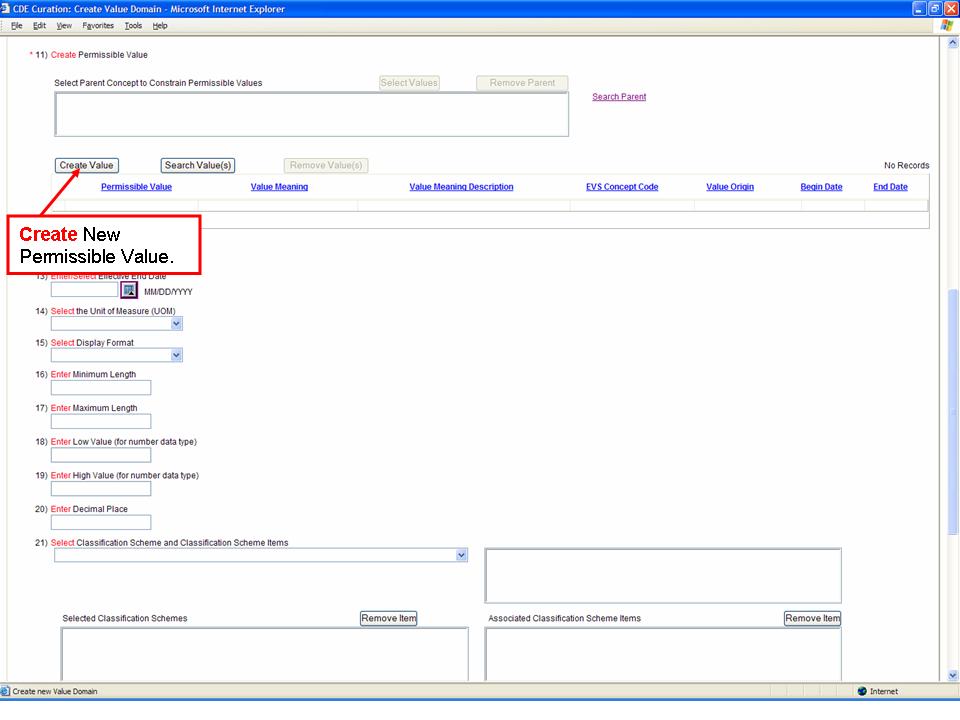 CDE Curation: Create Value Domain - Microsoft Internet Explorer
File Edit View Favorites Tools Help
* 11) Create Permissible Value
Select Parent Concept to Constrain Permissible Values Select Values Remove Parent
Search Parent
Create Value Search Value(s) Remove Value(s) No Records
Permissible Value Value Meaning Value Meaning Description EVS Concept Code Value Origin Begin Date End Date
Create New
Permissible Value.
13) Enter/Select Effective End Date
MM/DD/YYYY
14) Select the Unit of Measure (UOM)
15) Select Display Format
16) Enter Minimum Length
17) Enter Maximum Length
18) Enter Low Value (for number data type)
19) Enter High Value (for number data type)
20) Enter Decimal Place
21) Select Classification Scheme and Classification Scheme Items
Selected Classification Schemes Remove Item Associated Classification Scheme Items Remove Item
Create new Value Domain Internet